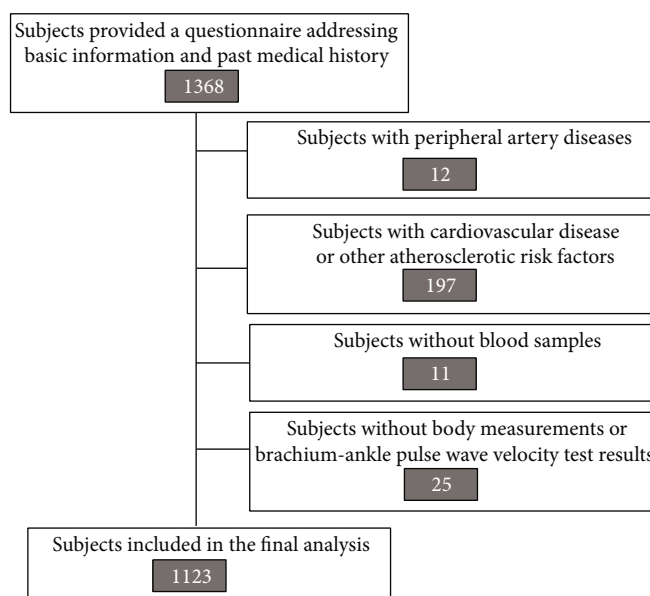 Subjects provided a questionnaire addressing
basic information and past medical history
1368
Subjects with peripheral artery diseases
12
Subjects with cardiovascular disease
or other atherosclerotic risk factors
197
Subjects without blood samples
11
Subjects without body measurements or
brachium-ankle pulse wave velocity test results
25
Subjects included in the final analysis
1123